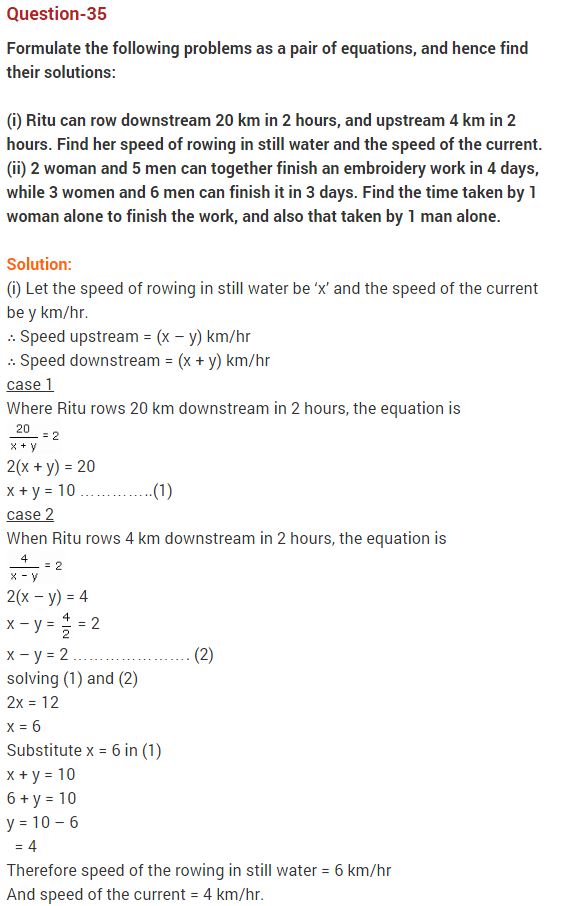 Question-35
Formulate the following problems as a pair of equations, and hence find
their solutions:
(i) Ritu can row downstream 20 km in 2 hours, and upstream 4 km in 2
hours. Find her speed of rowing in still water and the speed of the current.
(ii) 2 woman and 5 men can together finish an embroidery work in 4 days,
while 3 women and 6 men can finish it in 3 days. Find the time taken by 1
woman alone to finish the work, and also that taken by 1 man alone.
Solution:
(i) Let the speed of rowing in still water be ‘x’ and the speed of the current
be y km/hr.
∴ Speed upstream = (x – y) km/hr
∴ Speed downstream = (x + y) km/hr
case 1
Where Ritu rows 20 km downstream in 2 hours, the equation is
20/(x + y) = 2
2(x + y) = 20
x + y = 10 …………..(1)
case 2
When Ritu rows 4 km downstream in 2 hours, the equation is
4/(x - y) = 2
2(x – y) = 4
x – y = 4/2 = 2
x – y = 2 …………………. (2)
solving (1) and (2)
2x = 12
x = 6
Substitute x = 6 in (1)
x + y = 10
6 + y = 10
y = 10 – 6
= 4
Therefore speed of the rowing in still water = 6 km/hr
And speed of the current = 4 km/hr.